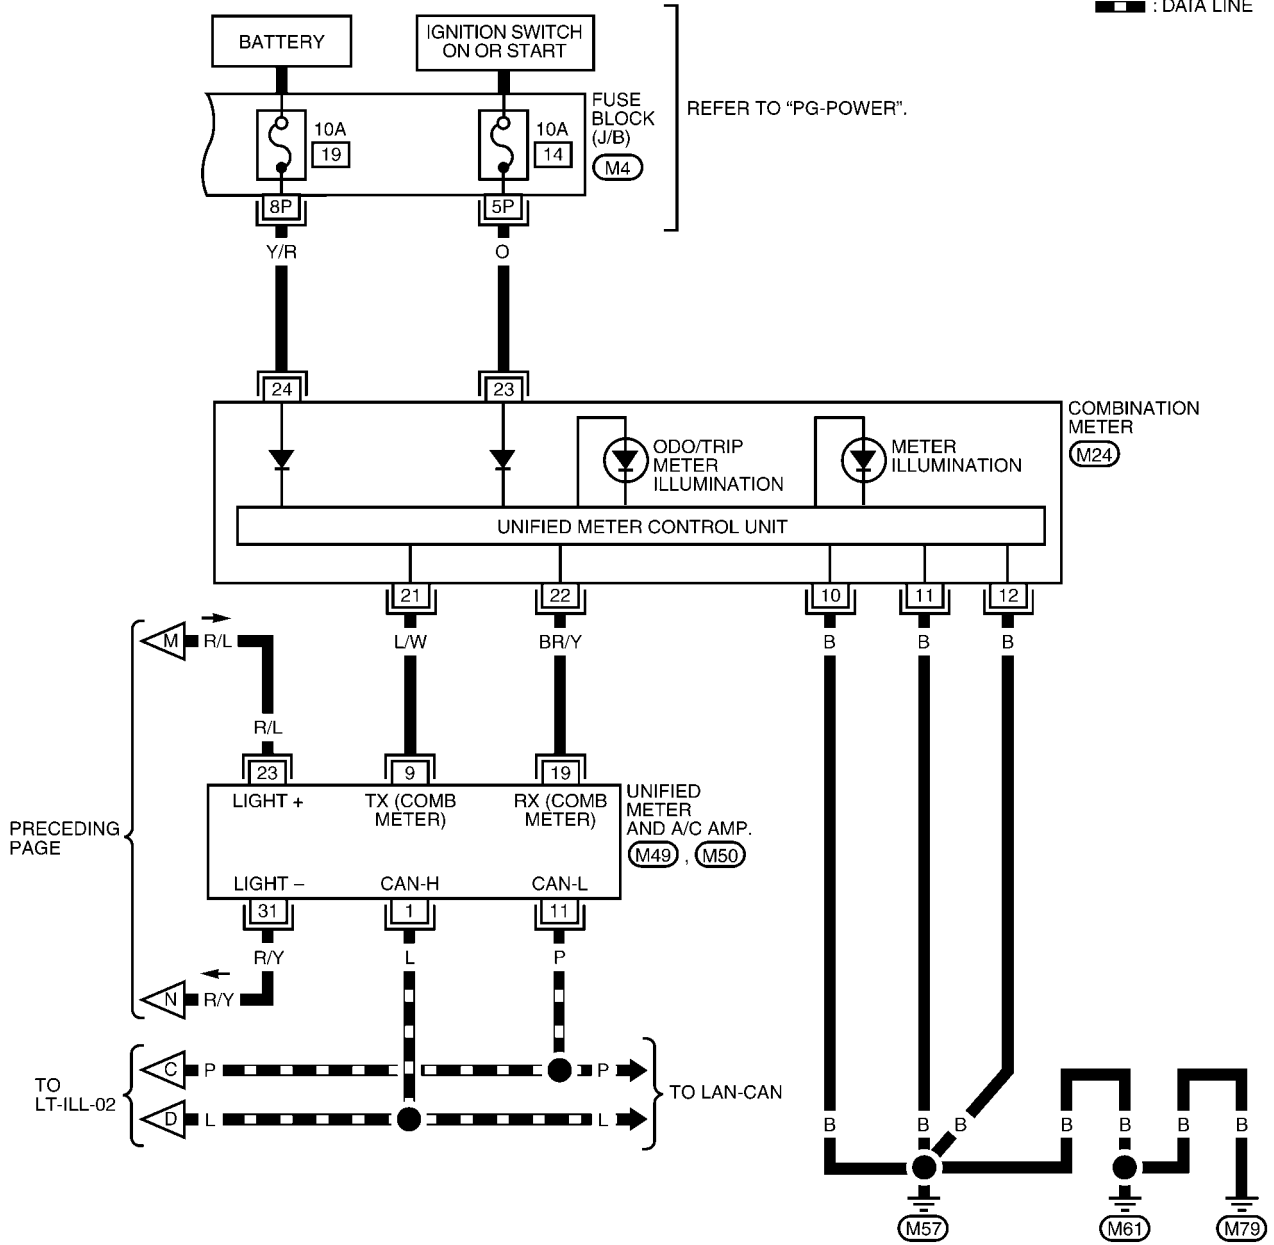 : DATA LINE
BATTERY
IGNITION SWITCH
ON OR START
FUSE
BLOCK
(J/B)
M4
REFER TO “PG-POWER”.
10A
19
10A
14
8P
5P
Y/R
O
24
23
COMBINATION
METER
M24
ODO/TRIP
METER
ILLUMINATION
METER
ILLUMINATION
UNIFIED METER CONTROL UNIT
21
22
10
11
12
M
R/L
L/W
BR/Y
B
B
B
R/L
23
9
19
LIGHT +
TX (COMB
METER)
RX (COMB
METER)
UNIFIED
METER
AND A/C AMP.
M49 , M50
PRECEDING
PAGE
LIGHT –
CAN-H
CAN-L
31
1
11
R/Y
L
P
N
R/Y
TO
LT-ILL-02
C
P
P
D
L
L
TO LAN-CAN
B
B
B
B
B
B
B
M57
M61
M79